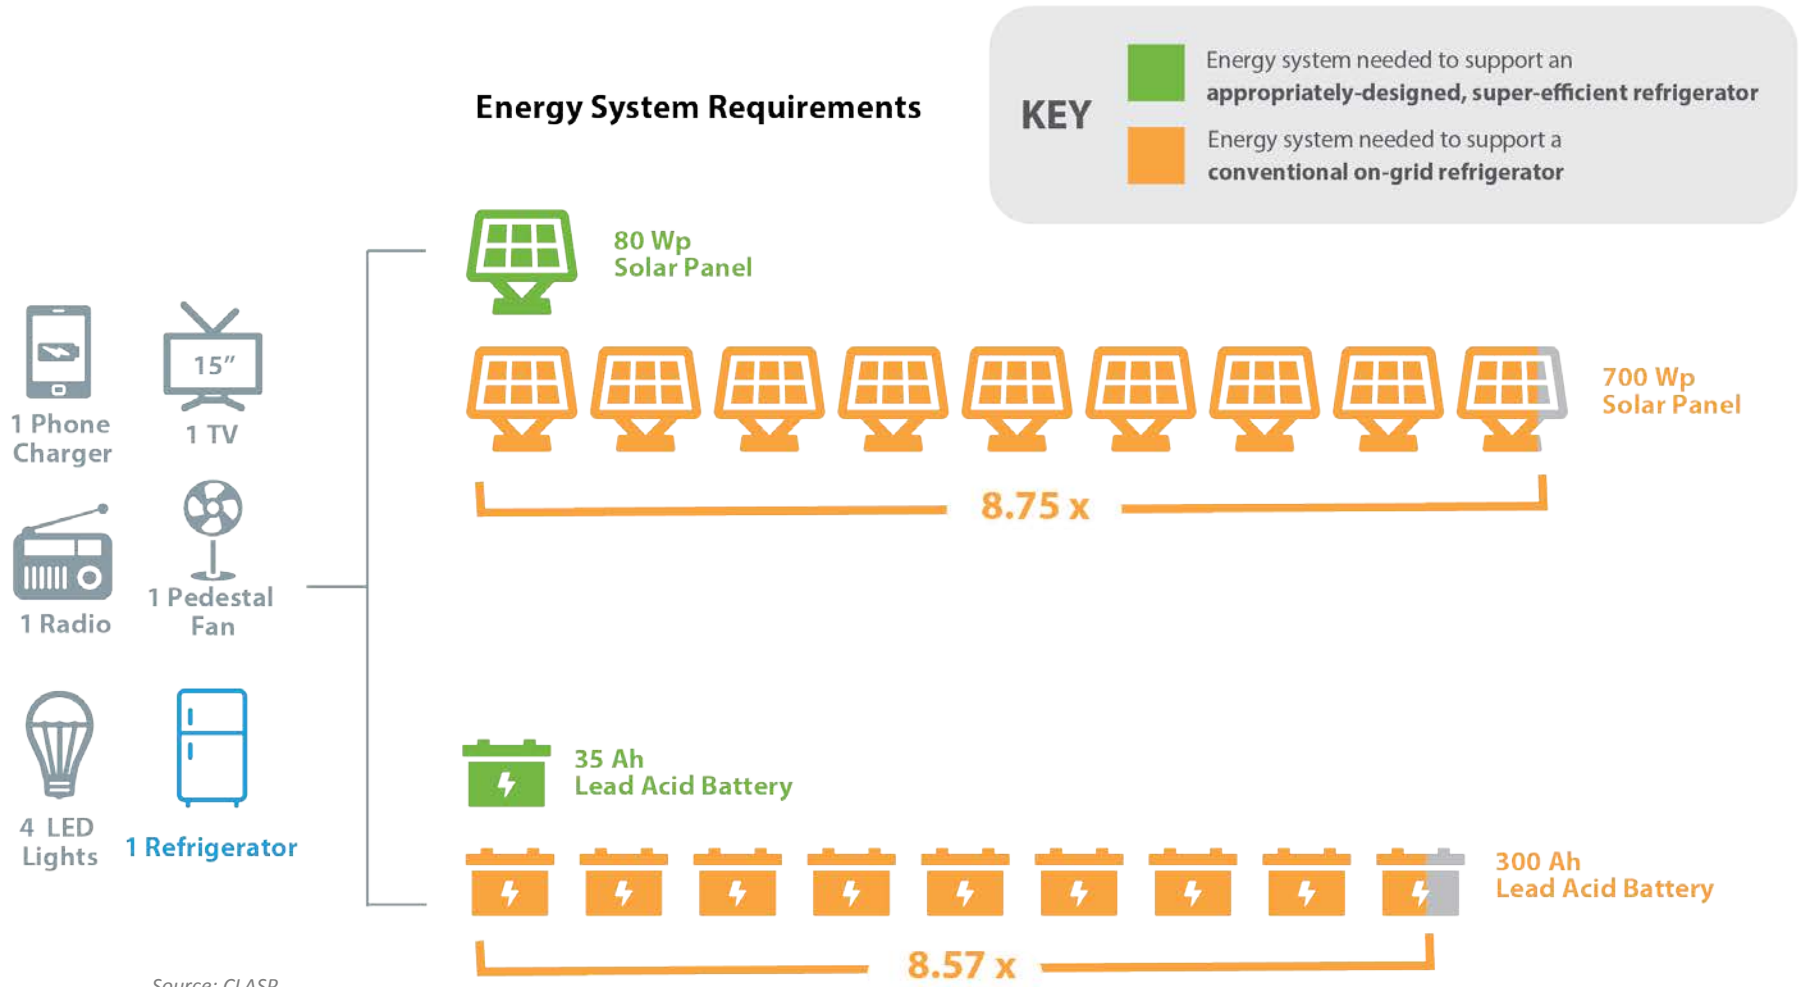 Energy System Requirements
KEY
Energy system needed to support an
appropriately-designed, super-efficient refrigerator
Energy system needed to support a
conventional on-grid refrigerator
80 Wp
Solar Panel
700 Wp
Solar Panel
8.75 x
15”
1 Phone
Charger
1 TV
1 Radio
1 Pedestal
Fan
4 LED
Lights
1 Refrigerator
35 Ah
Lead Acid Battery
300 Ah
Lead Acid Battery
8.57 x
Source: CLASP